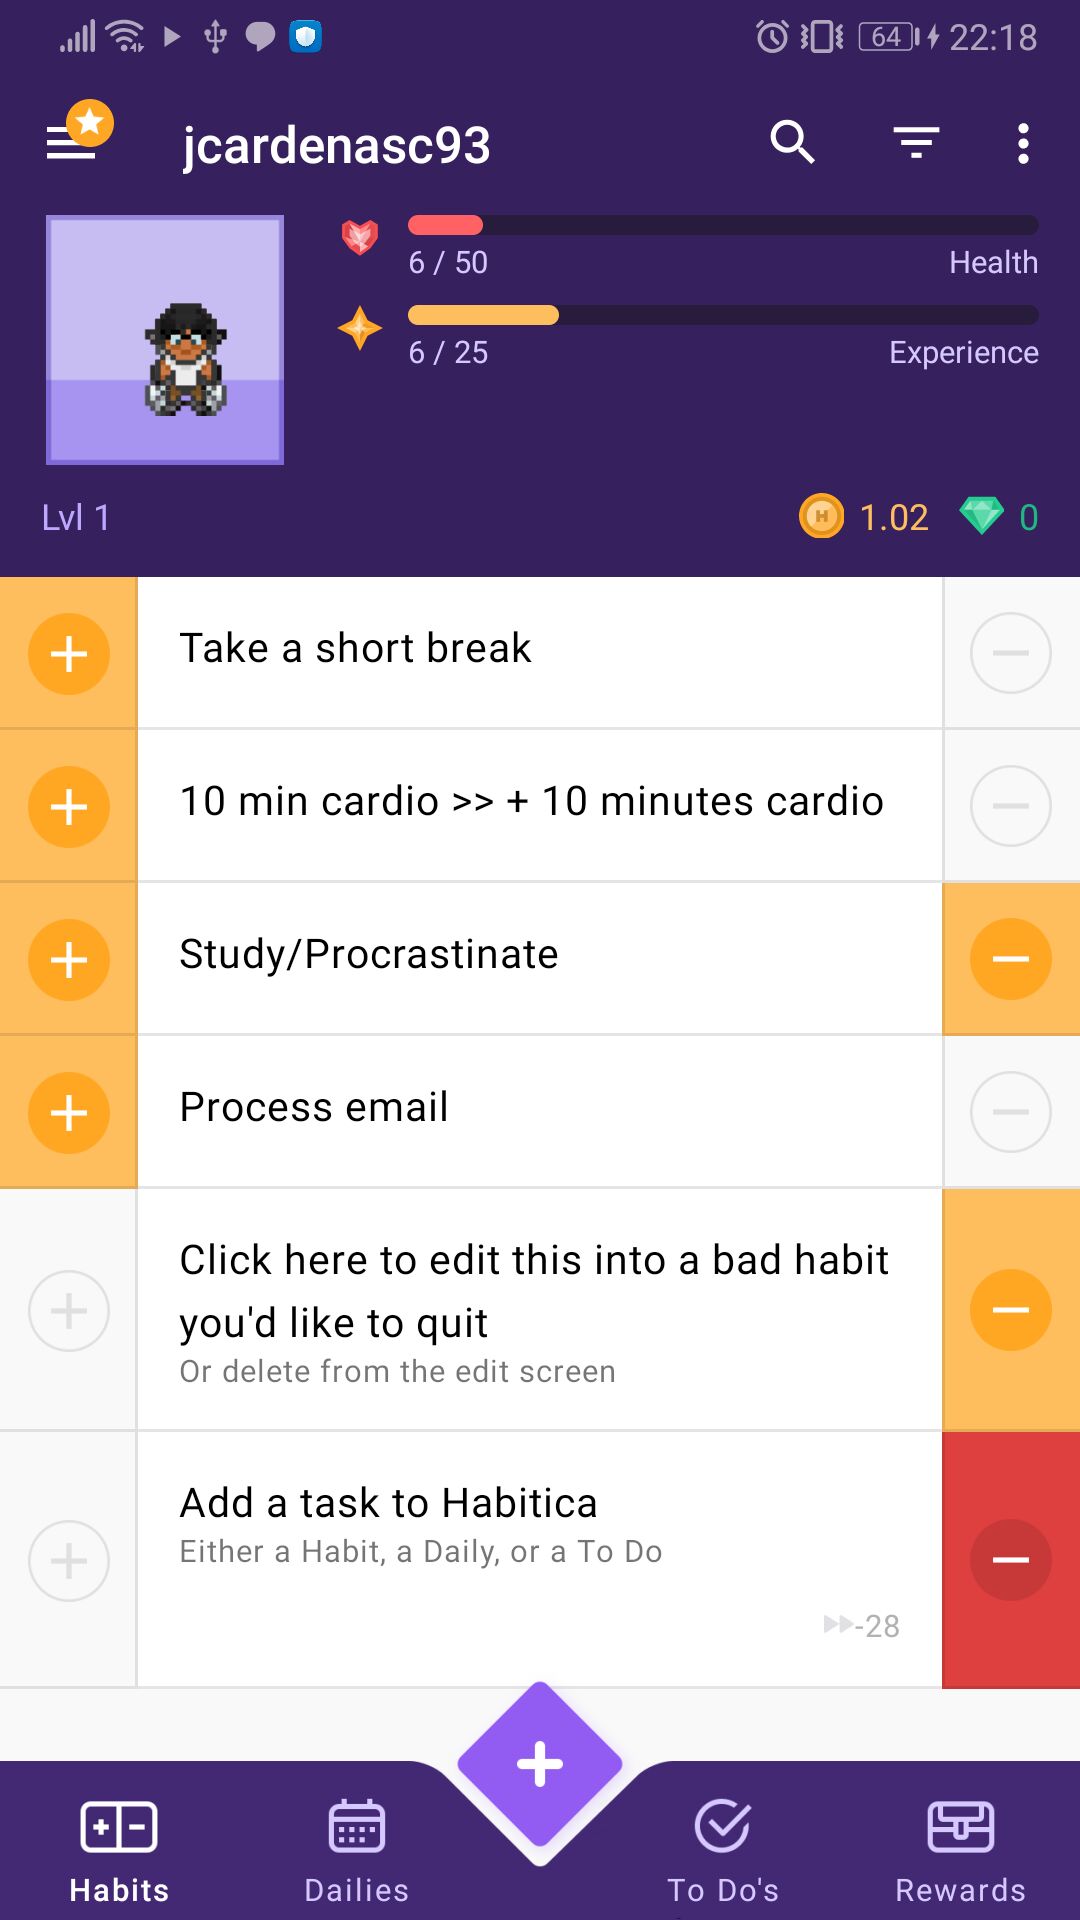 64 22:18
jcardenasc93
6 / 50 Health
6 / 25 Experience
Lvl 1 H 1.02 0
Take a short break
10 min cardio >> + 10 minutes cardio
Study/Procrastinate
Process email
Click here to edit this into a bad habit
you'd like to quit
Or delete from the edit screen
Add a task to Habitica
Either a Habit, a Daily, or a To Do
-28
Habits Dailies To Do's Rewards